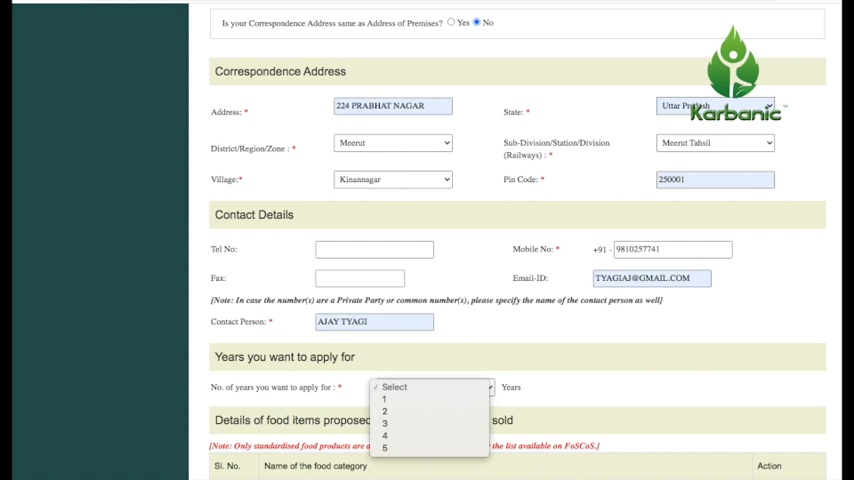 Is your Correspondence Address same as Address of Premises? Yes No
Karbanic
Correspondence Address
Address: * 224 PRABHAT NAGAR State: * Uttar Pradesh
District/Region/Zone : * Meerut Sub-Division/Station/Division (Railways) : * Meerut Tahsil
Village:* Kinannagar Pin Code: * 250001
Contact Details
Tel No: Mobile No: * +91 - 9810257741
Fax: Email-ID: TYAGIAJ@GMAIL.COM
[Note: In case the number(s) are a Private Party or common number(s), please specify the name of the contact person as well]
Contact Person: * AJAY TYAGI
Years you want to apply for
No. of years you want to apply for : * ✓ Select Years
1
2
3
4
5
Details of food items proposed sold
[Note: Only standardised food products are the list available on FoSCoS.]
Sl. No. Name of the food category Action